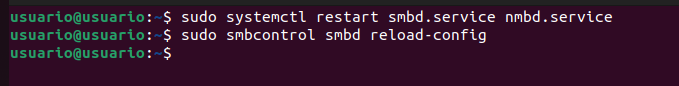 usuario@usuario:~$ sudo systemctl restart smbd.service nmbd.service
usuario@usuario:~$ sudo smbcontrol smbd reload-config
usuario@usuario:~$